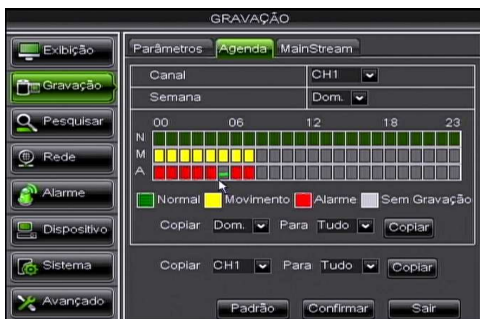 GRAVAÇÃO
Exibição
Gravação
Pesquisar
Rede
Alarme
Dispositivo
Sistema
Avançado
Parâmetros Agenda MainStream
Canal CH1
Semana Dom.
00 06 12 18 23
N
M
A
Normal Movimento Alarme Sem Gravação
Copiar Dom. Para Tudo Copiar
Copiar CH1 Para Tudo Copiar
Padrão Confirmar Sair